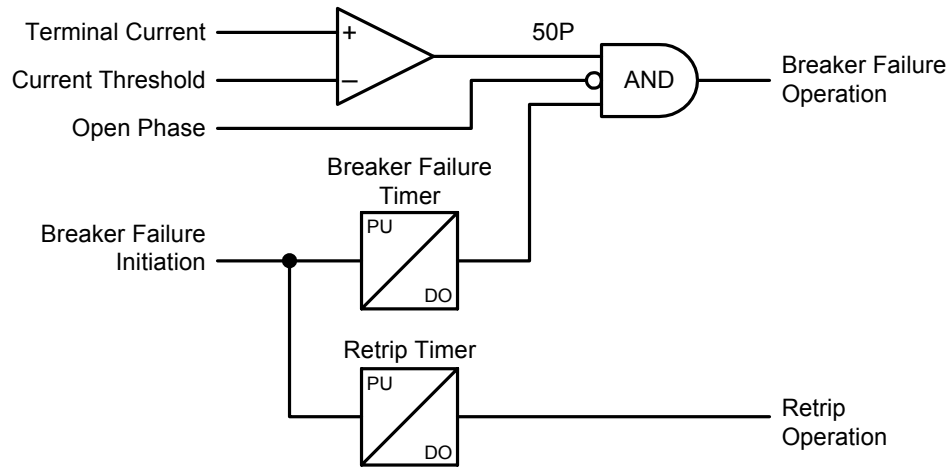 Terminal Current
+
50P
Current Threshold
−
AND
Breaker Failure
Operation
Open Phase
Breaker Failure
Timer
PU
DO
Breaker Failure
Initiation
Retrip Timer
PU
DO
Retrip
Operation